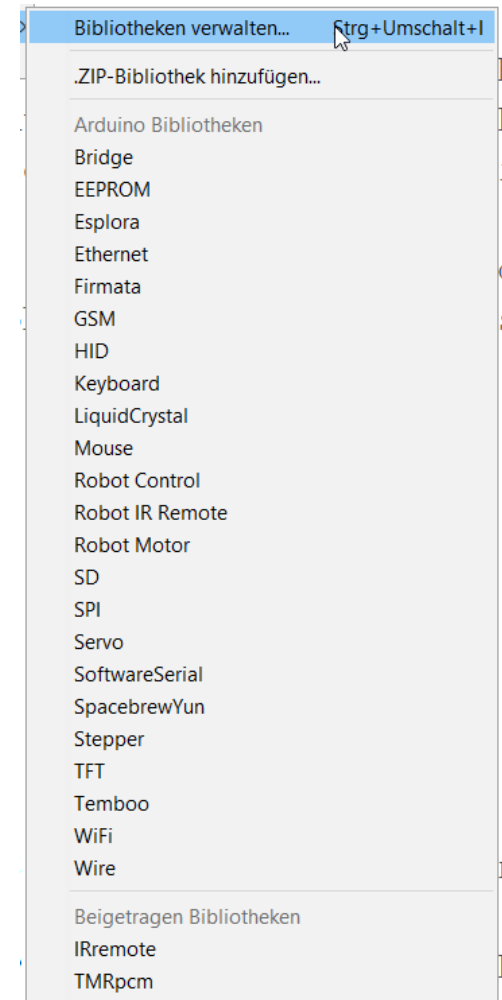 Bibliotheken verwalten... Strg+Umschalt+I
.ZIP-Bibliothek hinzufügen...
Arduino Bibliotheken
Bridge
EEPROM
Esplora
Ethernet
Firmata
GSM
HID
Keyboard
LiquidCrystal
Mouse
Robot Control
Robot IR Remote
Robot Motor
SD
SPI
Servo
SoftwareSerial
SpacebrewYun
Stepper
TFT
Temboo
WiFi
Wire
Beigetragen Bibliotheken
IRremote
TMRpcm